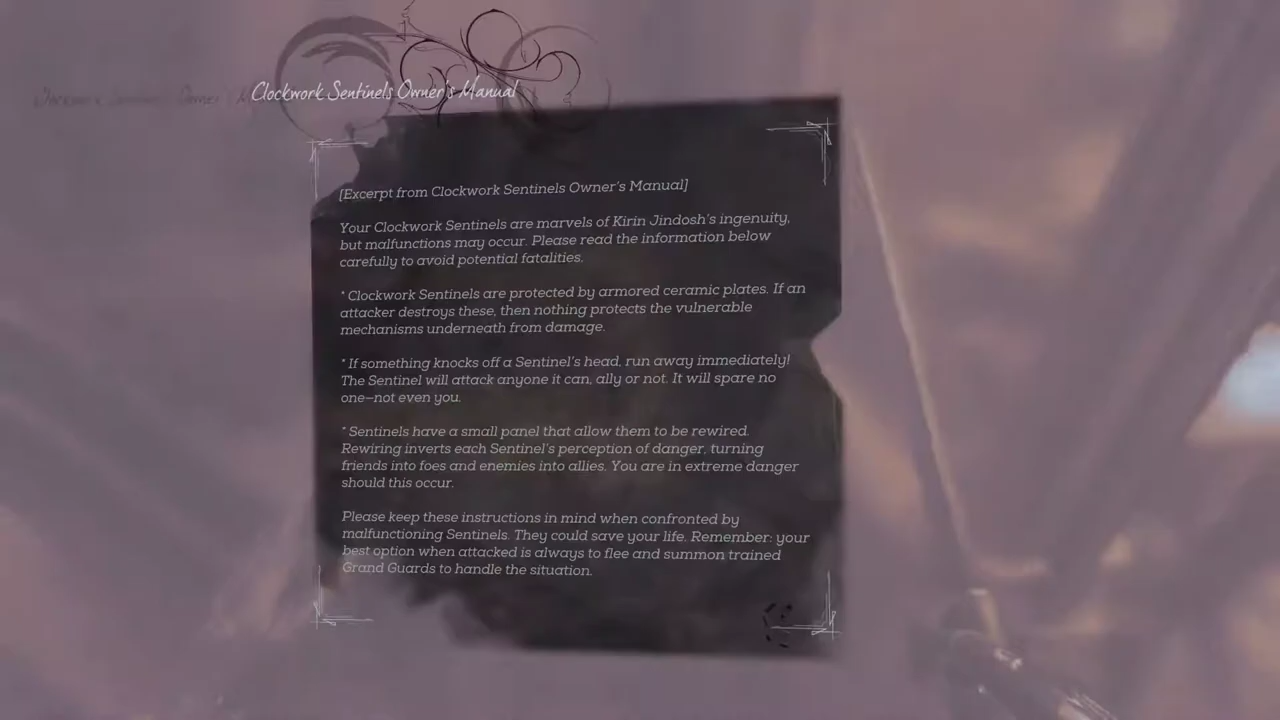 Clockwork Sentinels Owner's Manual
[Excerpt from Clockwork Sentinels Owner's Manual]
Your Clockwork Sentinels are marvels of Kirin Jindosh's ingenuity,
but malfunctions may occur. Please read the information below
carefully to avoid potential fatalities.
* Clockwork Sentinels are protected by armored ceramic plates. If an
attacker destroys these, then nothing protects the vulnerable
mechanisms underneath from damage.
* If something knocks off a Sentinel's head, run away immediately!
The Sentinel will attack anyone it can, ally or not. It will spare no
one—not even you.
* Sentinels have a small panel that allow them to be rewired.
Rewiring inverts each Sentinel's perception of danger, turning
friends into foes and enemies into allies. You are in extreme danger
should this occur.
Please keep these instructions in mind when confronted by
malfunctioning Sentinels. They could save your life. Remember: your
best option when attacked is always to flee and summon trained
Grand Guards to handle the situation.